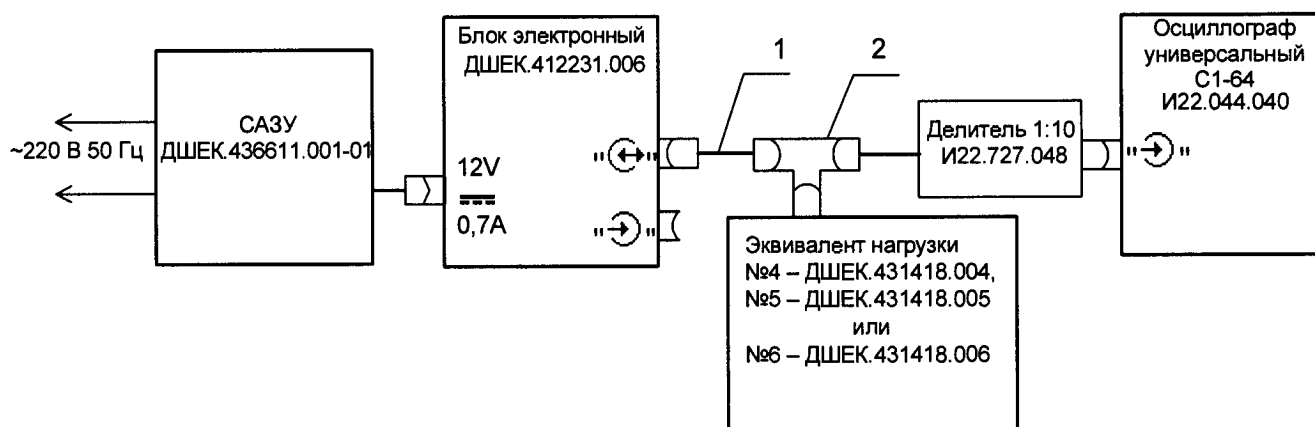 ~220 В 50 Гц
САЗУ
ДШЕК.436611.001-01
Блок электронный
ДШЕК.412231.006
12V
0,7А
" "
" "
1
2
Делитель 1:10
И22.727.048
Осциллограф
универсальный
С1-64
И22.044.040
" "
Эквивалент нагрузки
№4 – ДШЕК.431418.004,
№5 – ДШЕК.431418.005
или
№6 – ДШЕК.431418.006